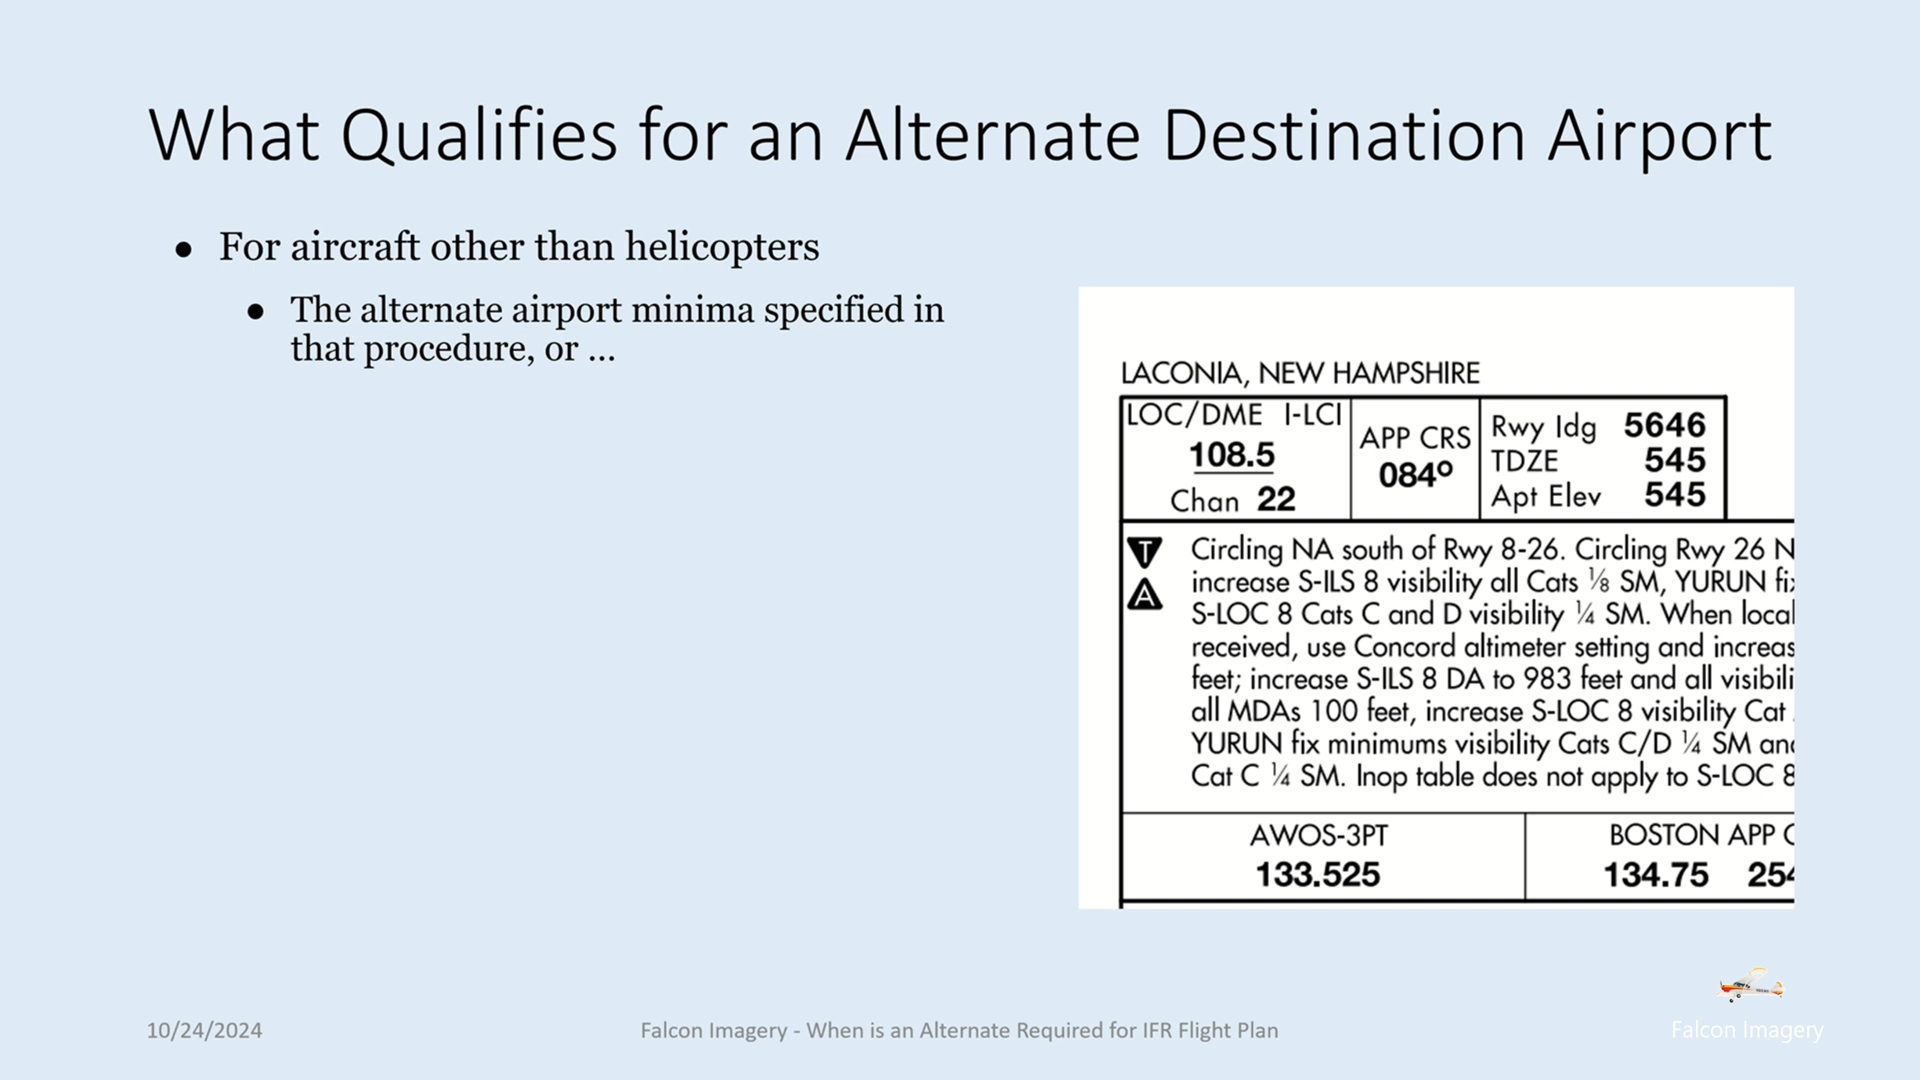 What Qualifies for an Alternate Destination Airport
● For aircraft other than helicopters
● The alternate airport minima specified in
that procedure, or ...
LACONIA, NEW HAMPSHIRE
LOC/DME I-LCI
108.5
Chan 22
APP CRS
084°
Rwy ldg 5646
TDZE 545
Apt Elev 545
T
A
Circling NA south of Rwy 8-26. Circling Rwy 26 N
increase S-ILS 8 visibility all Cats ⅛ SM, YURUN fix
S-LOC 8 Cats C and D visibility ¼ SM. When local
received, use Concord altimeter setting and increas
feet; increase S-ILS 8 DA to 983 feet and all visibili
all MDAs 100 feet, increase S-LOC 8 visibility Cat
YURUN fix minimums visibility Cats C/D ¼ SM and
Cat C ¼ SM. Inop table does not apply to S-LOC 8
AWOS-3PT
133.525
BOSTON APP C
134.75 254
10/24/2024
Falcon Imagery - When is an Alternate Required for IFR Flight Plan
Falcon Imagery